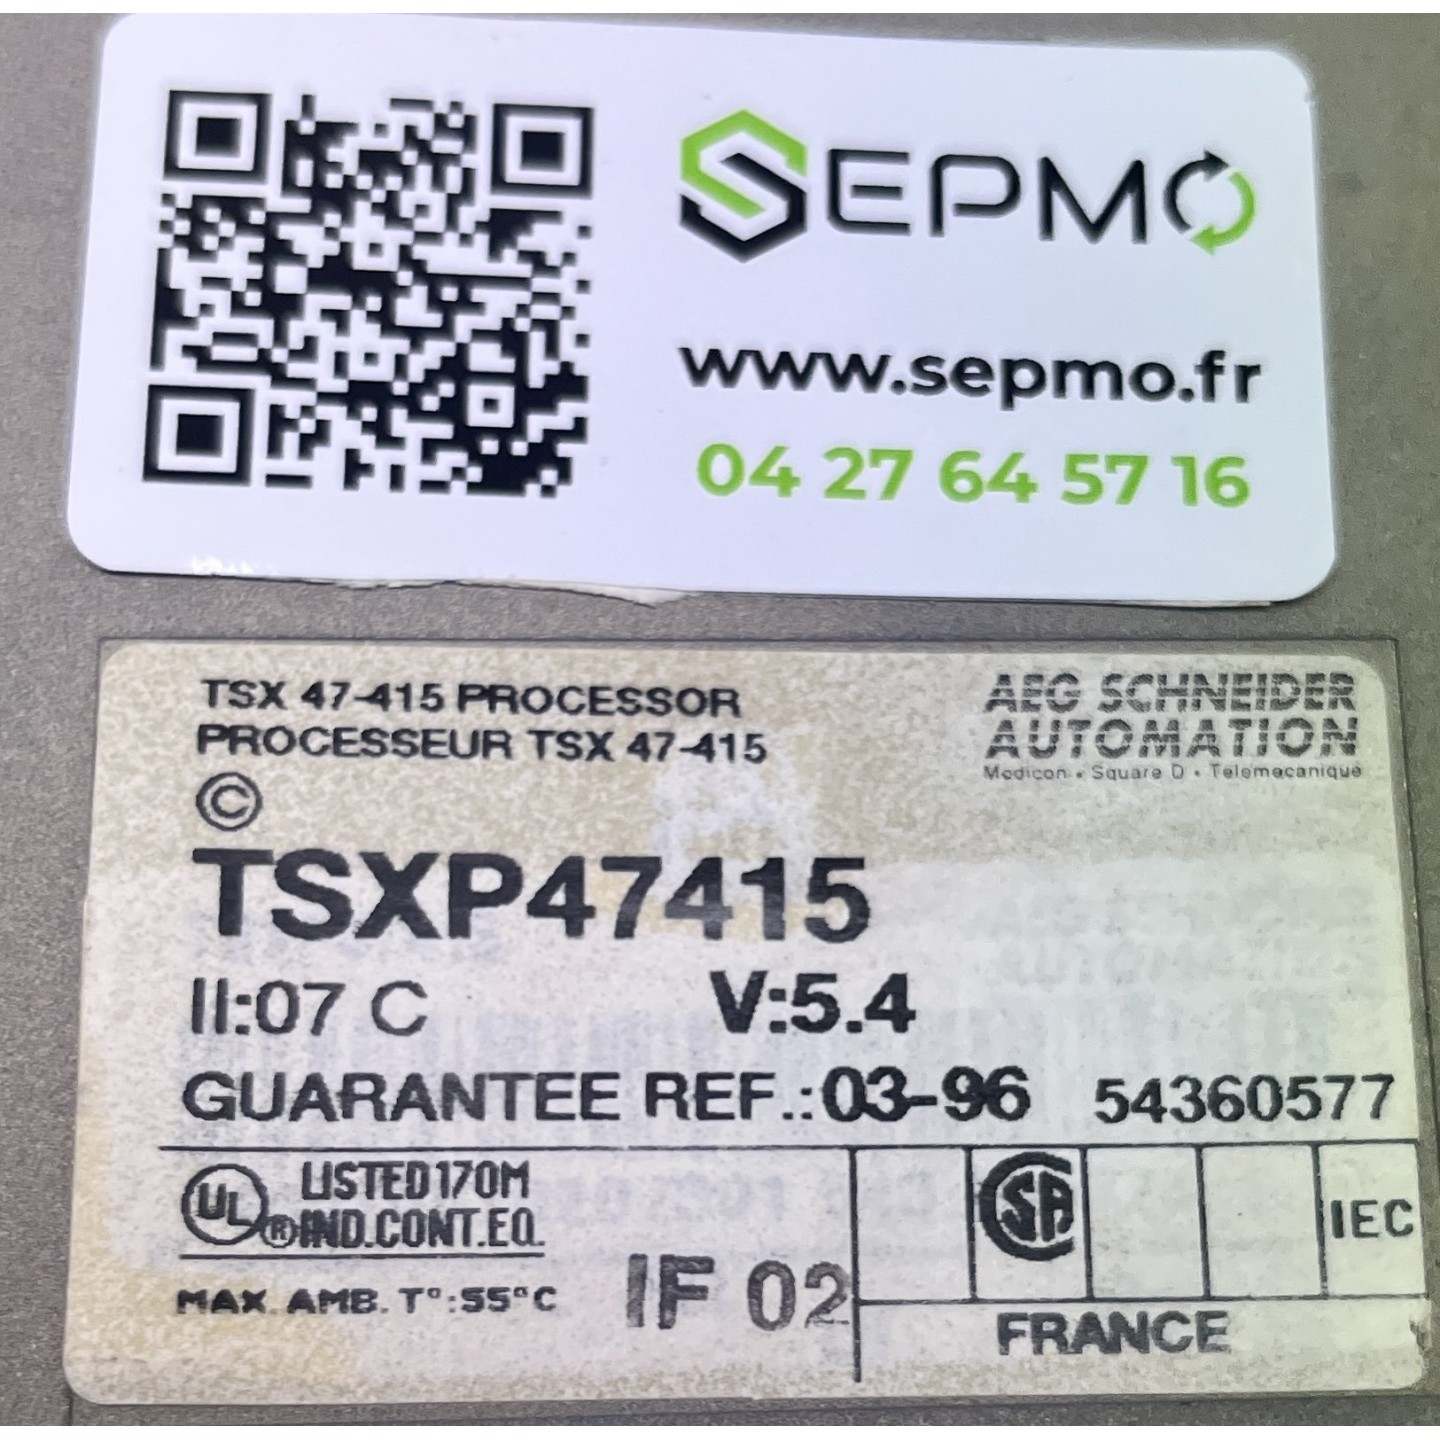 SEPMO
www.sepmo.fr
04 27 64 57 16
TSX 47-415 PROCESSOR
PROCESSEUR TSX 47-415
AEG SCHNEIDER
AUTOMATION
Modicon • Square D • Telemecanique
©
TSXP47415
II:07 C V:5.4
GUARANTEE REF.:03-96 54360577
UL ® LISTED 170M
IND.CONT.EQ.
MAX. AMB. T°:55°C
IF 02
SA
IEC
FRANCE